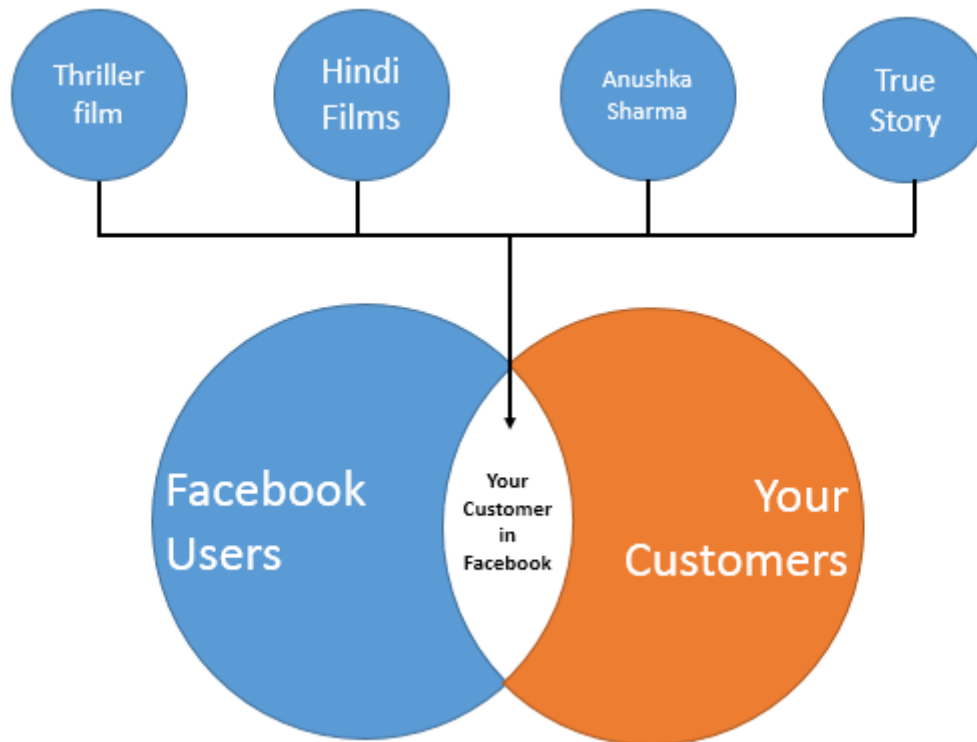 Thriller
film
Hindi
Films
Anushka
Sharma
True
Story
Facebook
Users
Your
Customer
in
Facebook
Your
Customers